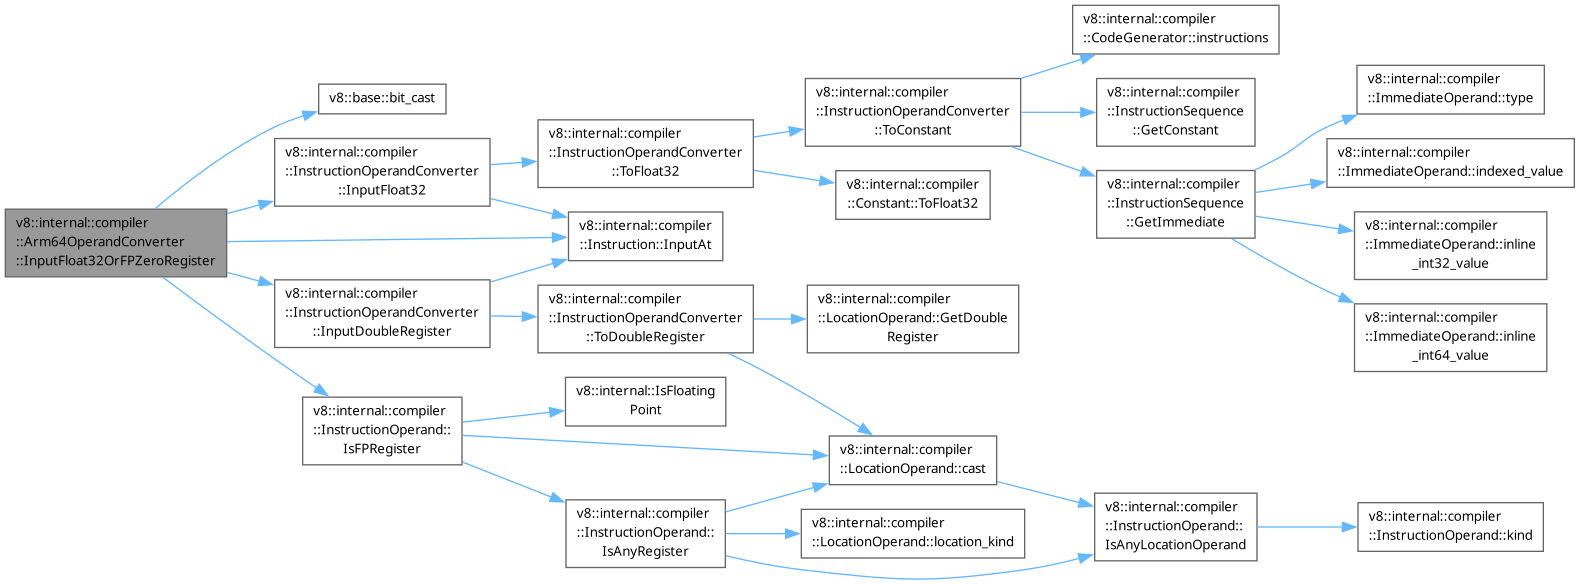 v8::internal::compiler
::Arm64OperandConverter
::InputFloat32OrFPZeroRegister
v8::base::bit_cast
v8::internal::compiler
::InstructionOperandConverter
::InputFloat32
v8::internal::compiler
::InstructionOperandConverter
::InputDoubleRegister
v8::internal::compiler
::InstructionOperand::
IsFPRegister
v8::internal::compiler
::InstructionOperandConverter
::ToFloat32
v8::internal::compiler
::Instruction::InputAt
v8::internal::compiler
::InstructionOperandConverter
::ToDoubleRegister
v8::internal::IsFloating
Point
v8::internal::compiler
::InstructionOperand::
IsAnyRegister
v8::internal::compiler
::InstructionOperandConverter
::ToConstant
v8::internal::compiler
::Constant::ToFloat32
v8::internal::compiler
::LocationOperand::GetDouble
Register
v8::internal::compiler
::LocationOperand::cast
v8::internal::compiler
::LocationOperand::location_kind
v8::internal::compiler
::CodeGenerator::instructions
v8::internal::compiler
::InstructionSequence
::GetConstant
v8::internal::compiler
::InstructionSequence
::GetImmediate
v8::internal::compiler
::InstructionOperand::
IsAnyLocationOperand
v8::internal::compiler
::ImmediateOperand::type
v8::internal::compiler
::ImmediateOperand::indexed_value
v8::internal::compiler
::ImmediateOperand::inline
_int32_value
v8::internal::compiler
::ImmediateOperand::inline
_int64_value
v8::internal::compiler
::InstructionOperand::kind